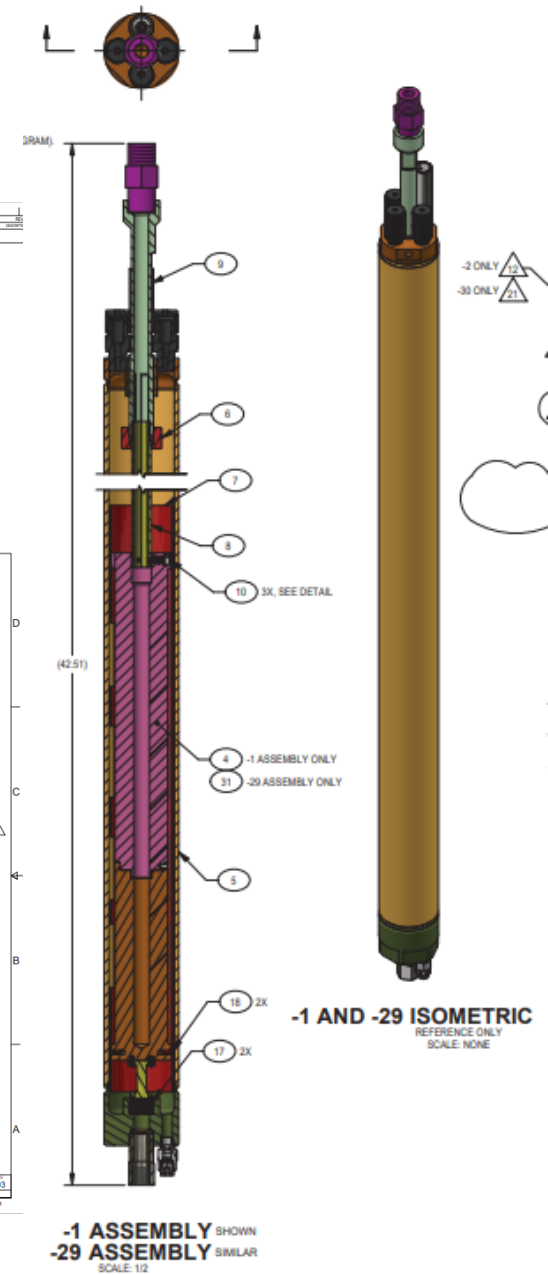 GRAM).
9
-2 ONLY 12
-30 ONLY 21
6
7
8
10 3X, SEE DETAIL
D
(42.51)
4 -1 ASSEMBLY ONLY
31 -29 ASSEMBLY ONLY
C
5
B
18 2X
-1 AND -29 ISOMETRIC
REFERENCE ONLY
SCALE: NONE
17 2X
A
-1 ASSEMBLY SHOWN
-29 ASSEMBLY SIMILAR
SCALE: 1/2